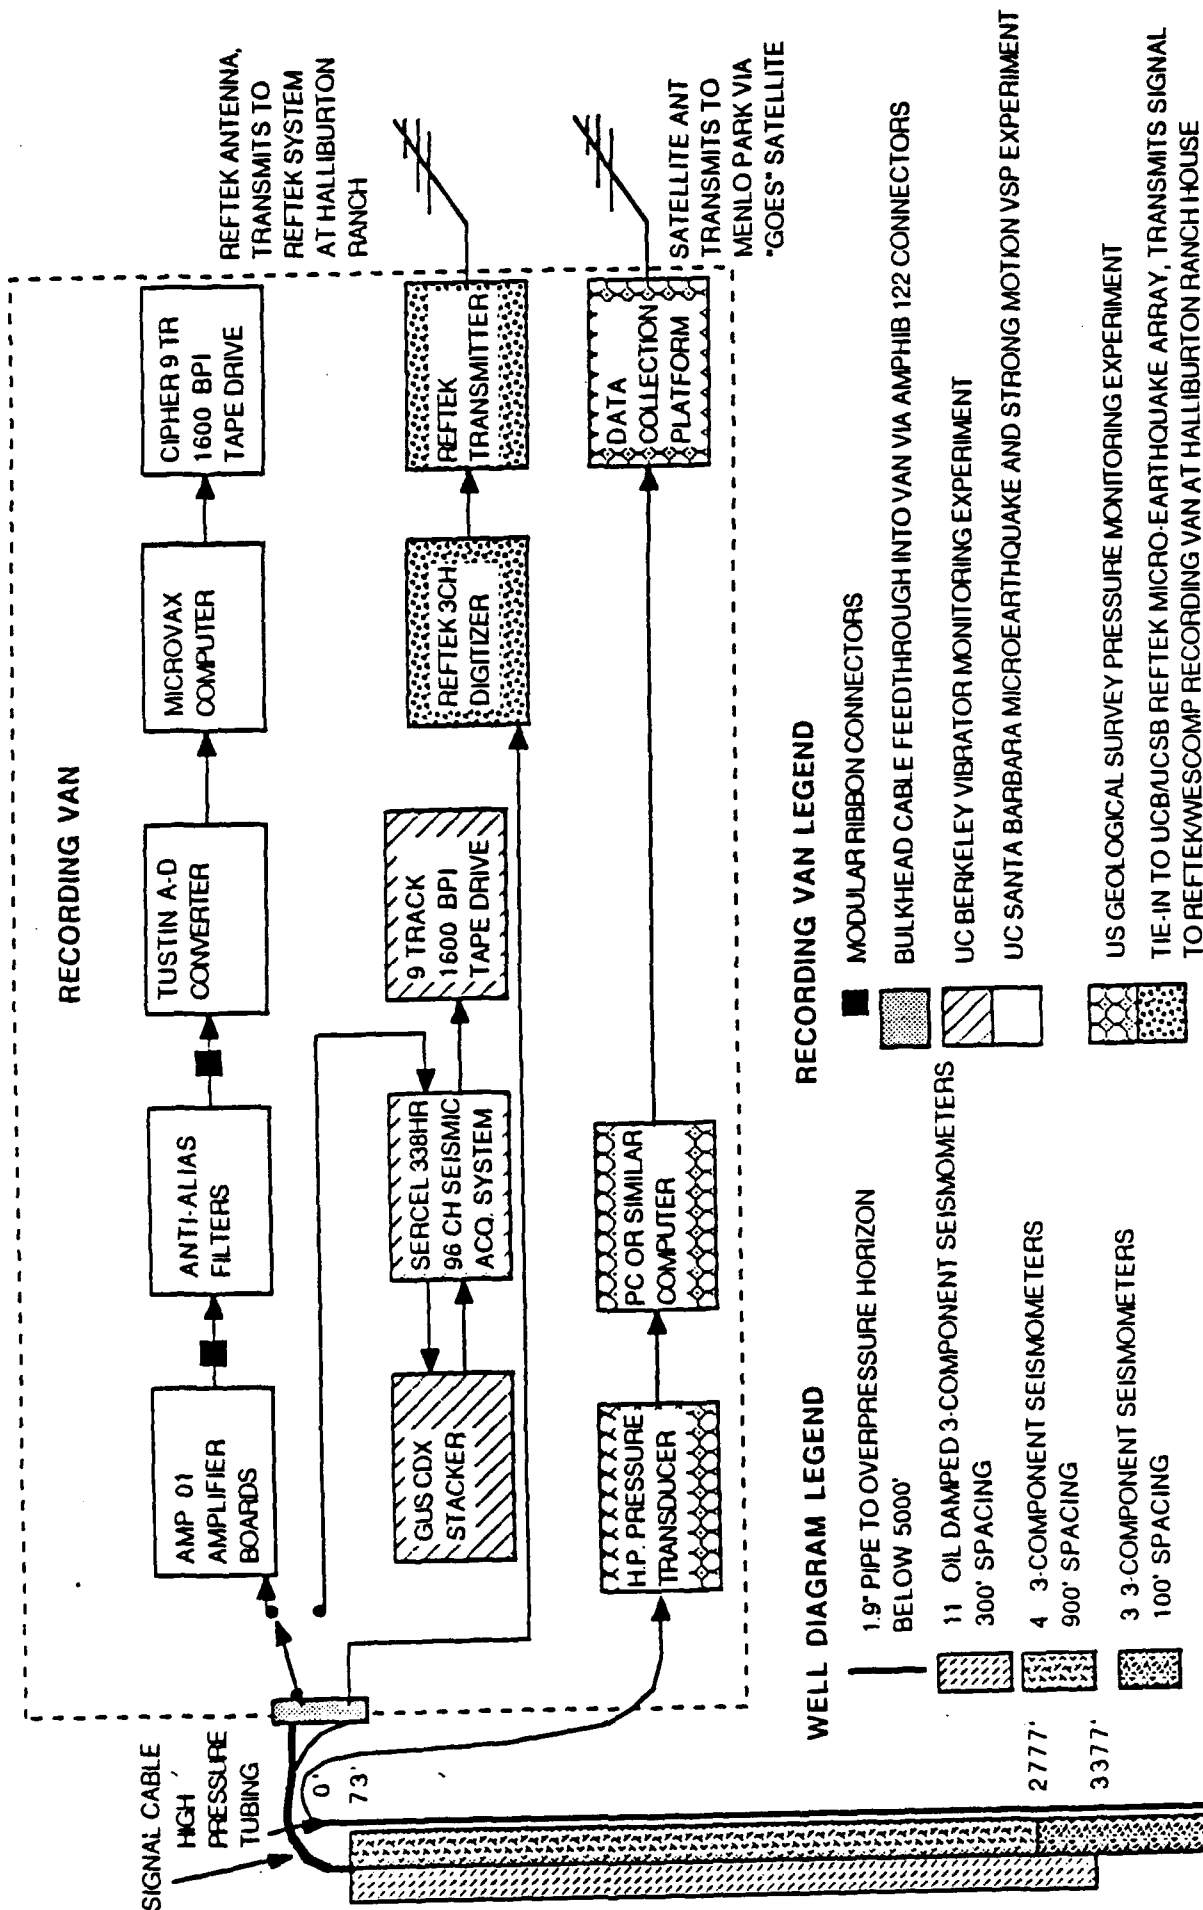 RECORDING VAN
AMP 01
AMPLIFIER
BOARDS
ANTI-ALIAS
FILTERS
TUSTIN A-D
CONVERTER
MICROVAX
COMPUTER
CIPHER 9 TR
1600 BPI
TAPE DRIVE
REFTEK ANTENNA,
TRANSMITS TO
REFTEK SYSTEM
AT HALLIBURTON
RANCH
GUS CDX
STACKER
SERCEL 338HR
96 CH SEISMIC
ACQ. SYSTEM
9 TRACK
1600 BPI
TAPE DRIVE
REFTEK 3CH
DIGITIZER
REFTEK
TRANSMITTER
H.P. PRESSURE
TRANSDUCER
PC OR SIMILAR
COMPUTER
DATA
COLLECTION
PLATFORM
SATELLITE ANT
TRANSMITS TO
MENLO PARK VIA
"GOES" SATELLITE
SIGNAL CABLE
HIGH
PRESSURE
TUBING
0'
73'
2777'
3377'
WELL DIAGRAM LEGEND
1.9" PIPE TO OVERPRESSURE HORIZON
BELOW 5000'
11 OIL DAMPED 3-COMPONENT SEISMOMETERS
300' SPACING
4 3-COMPONENT SEISMOMETERS
900' SPACING
3 3-COMPONENT SEISMOMETERS
100' SPACING
RECORDING VAN LEGEND
MODULAR RIBBON CONNECTORS
BULKHEAD CABLE FEEDTHROUGH INTO VAN VIA AMPHIB 122 CONNECTORS
UC BERKELEY VIBRATOR MONITORING EXPERIMENT
UC SANTA BARBARA MICROEARTHQUAKE AND STRONG MOTION VSP EXPERIMENT
US GEOLOGICAL SURVEY PRESSURE MONITORING EXPERIMENT
TIE-IN TO UCB/UCSB REFTEK MICRO-EARTHQUAKE ARRAY, TRANSMITS SIGNAL
TO REFTEK/WESCOMP RECORDING VAN AT HALLIBURTON RANCH HOUSE